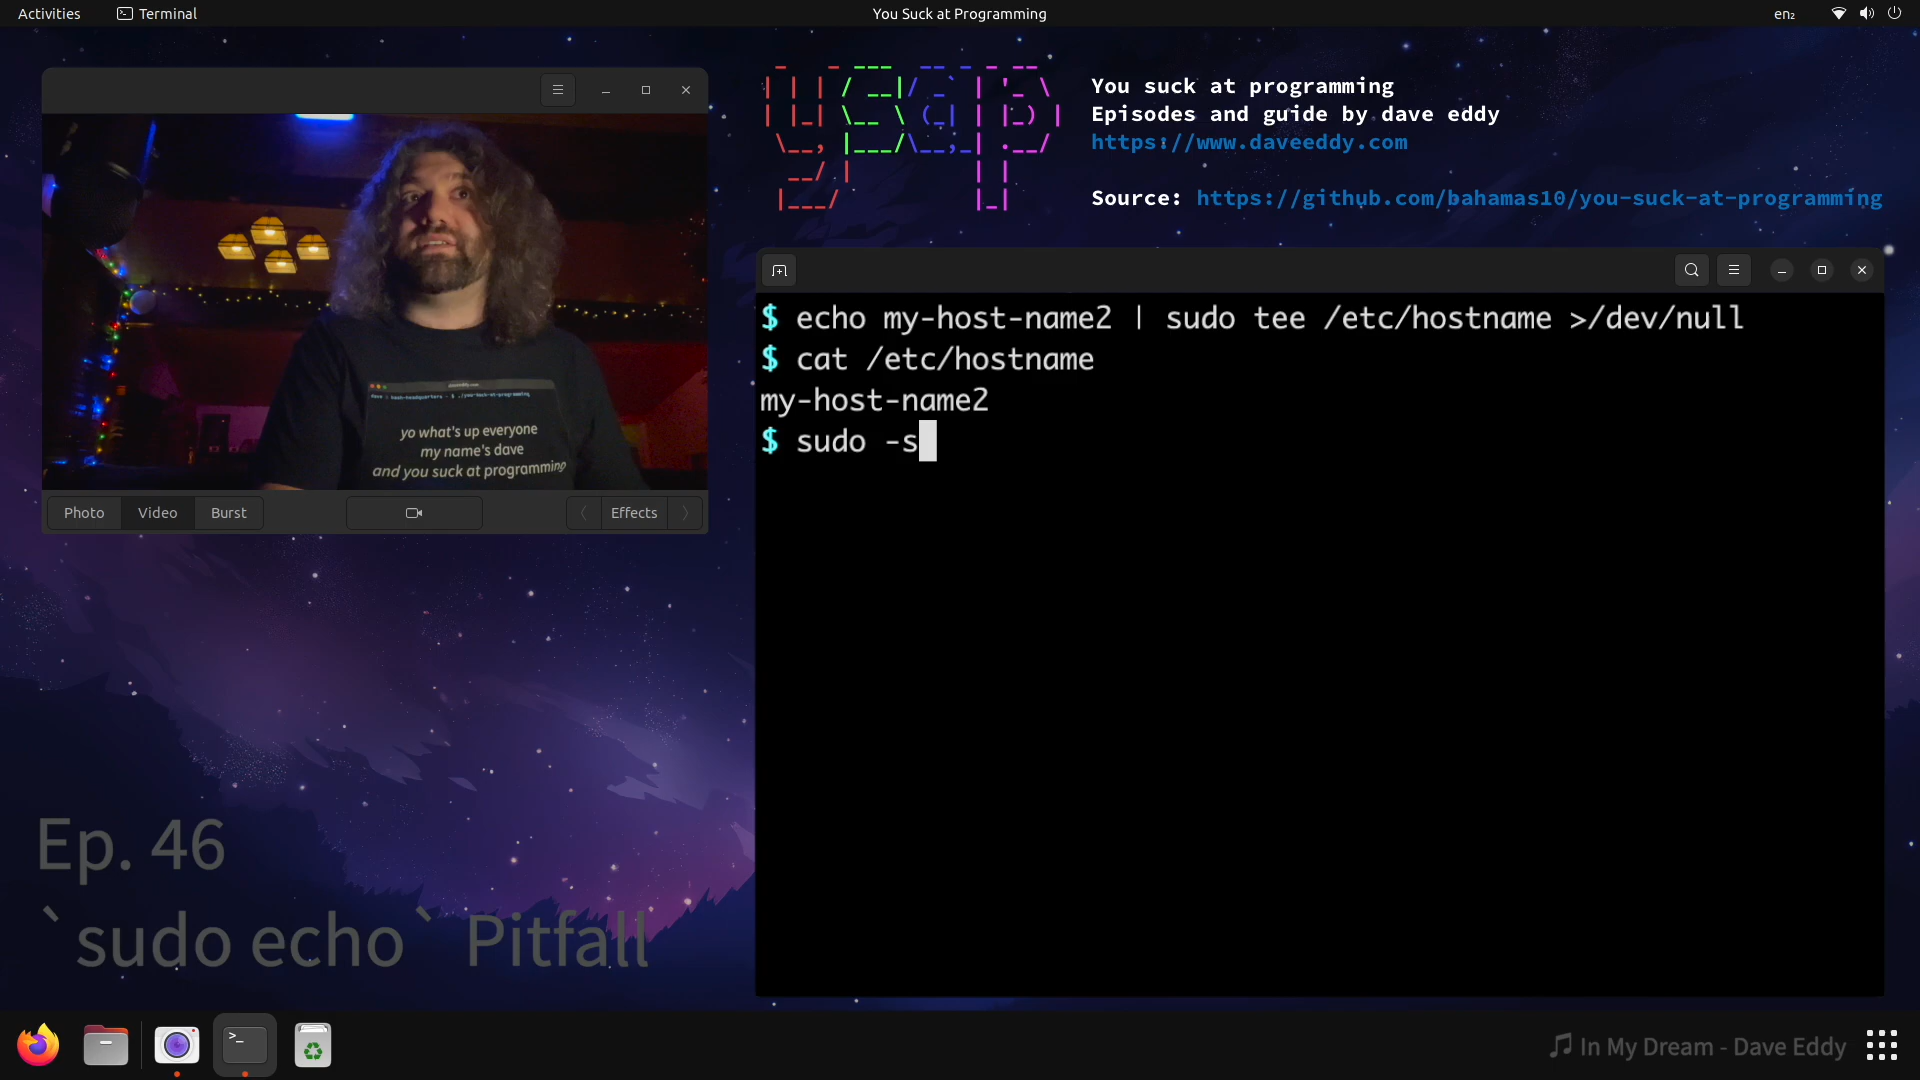 Activities
Terminal
You Suck at Programming
en₂
You suck at programming
Episodes and guide by dave eddy
https://www.daveeddy.com
Source: https://github.com/bahamas10/you-suck-at-programming
$ echo my-host-name2 | sudo tee /etc/hostname >/dev/null
$ cat /etc/hostname
my-host-name2
$ sudo -s
yo what's up everyone
my name's dave
and you suck at programming
Photo
Video
Burst
Effects
Ep. 46
`sudo echo` Pitfall
In My Dream - Dave Eddy